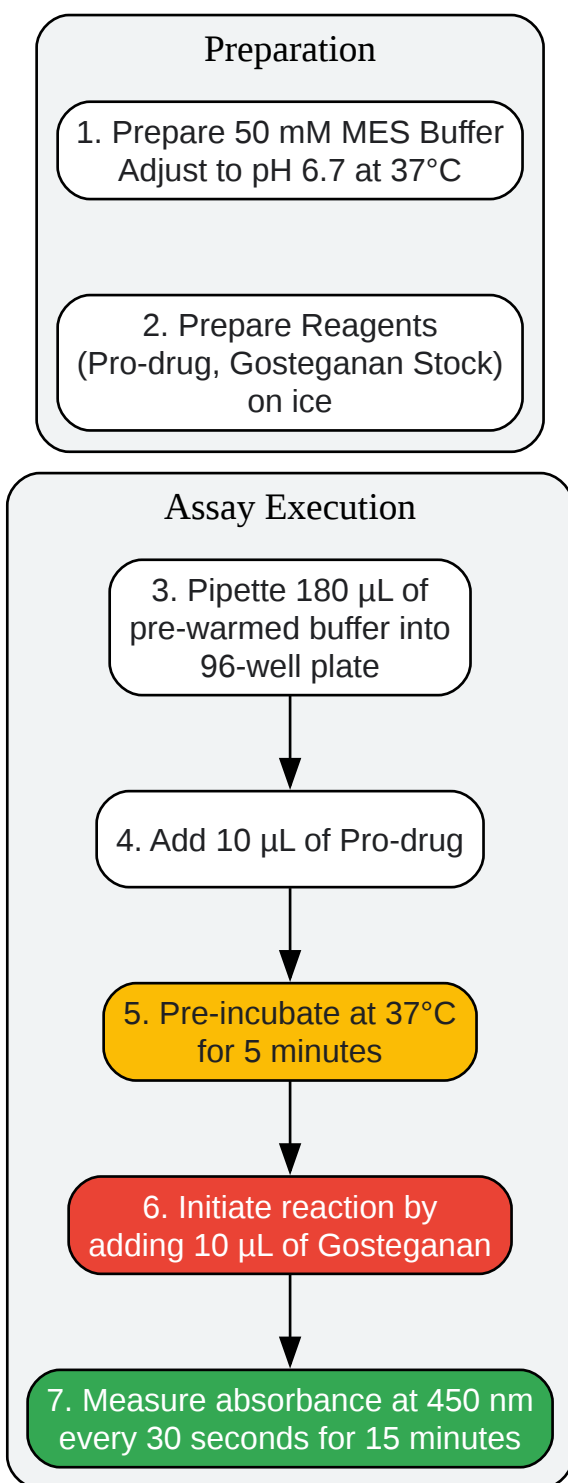 Preparation
1. Prepare 50 mM MES Buffer
Adjust to pH 6.7 at 37°C
2. Prepare Reagents
(Pro-drug, Gosteganan Stock)
on ice
Assay Execution
3. Pipette 180 µL of
pre-warmed buffer into
96-well plate
4. Add 10 µL of Pro-drug
5. Pre-incubate at 37°C
for 5 minutes
6. Initiate reaction by
adding 10 µL of Gosteganan
7. Measure absorbance at 450 nm
every 30 seconds for 15 minutes